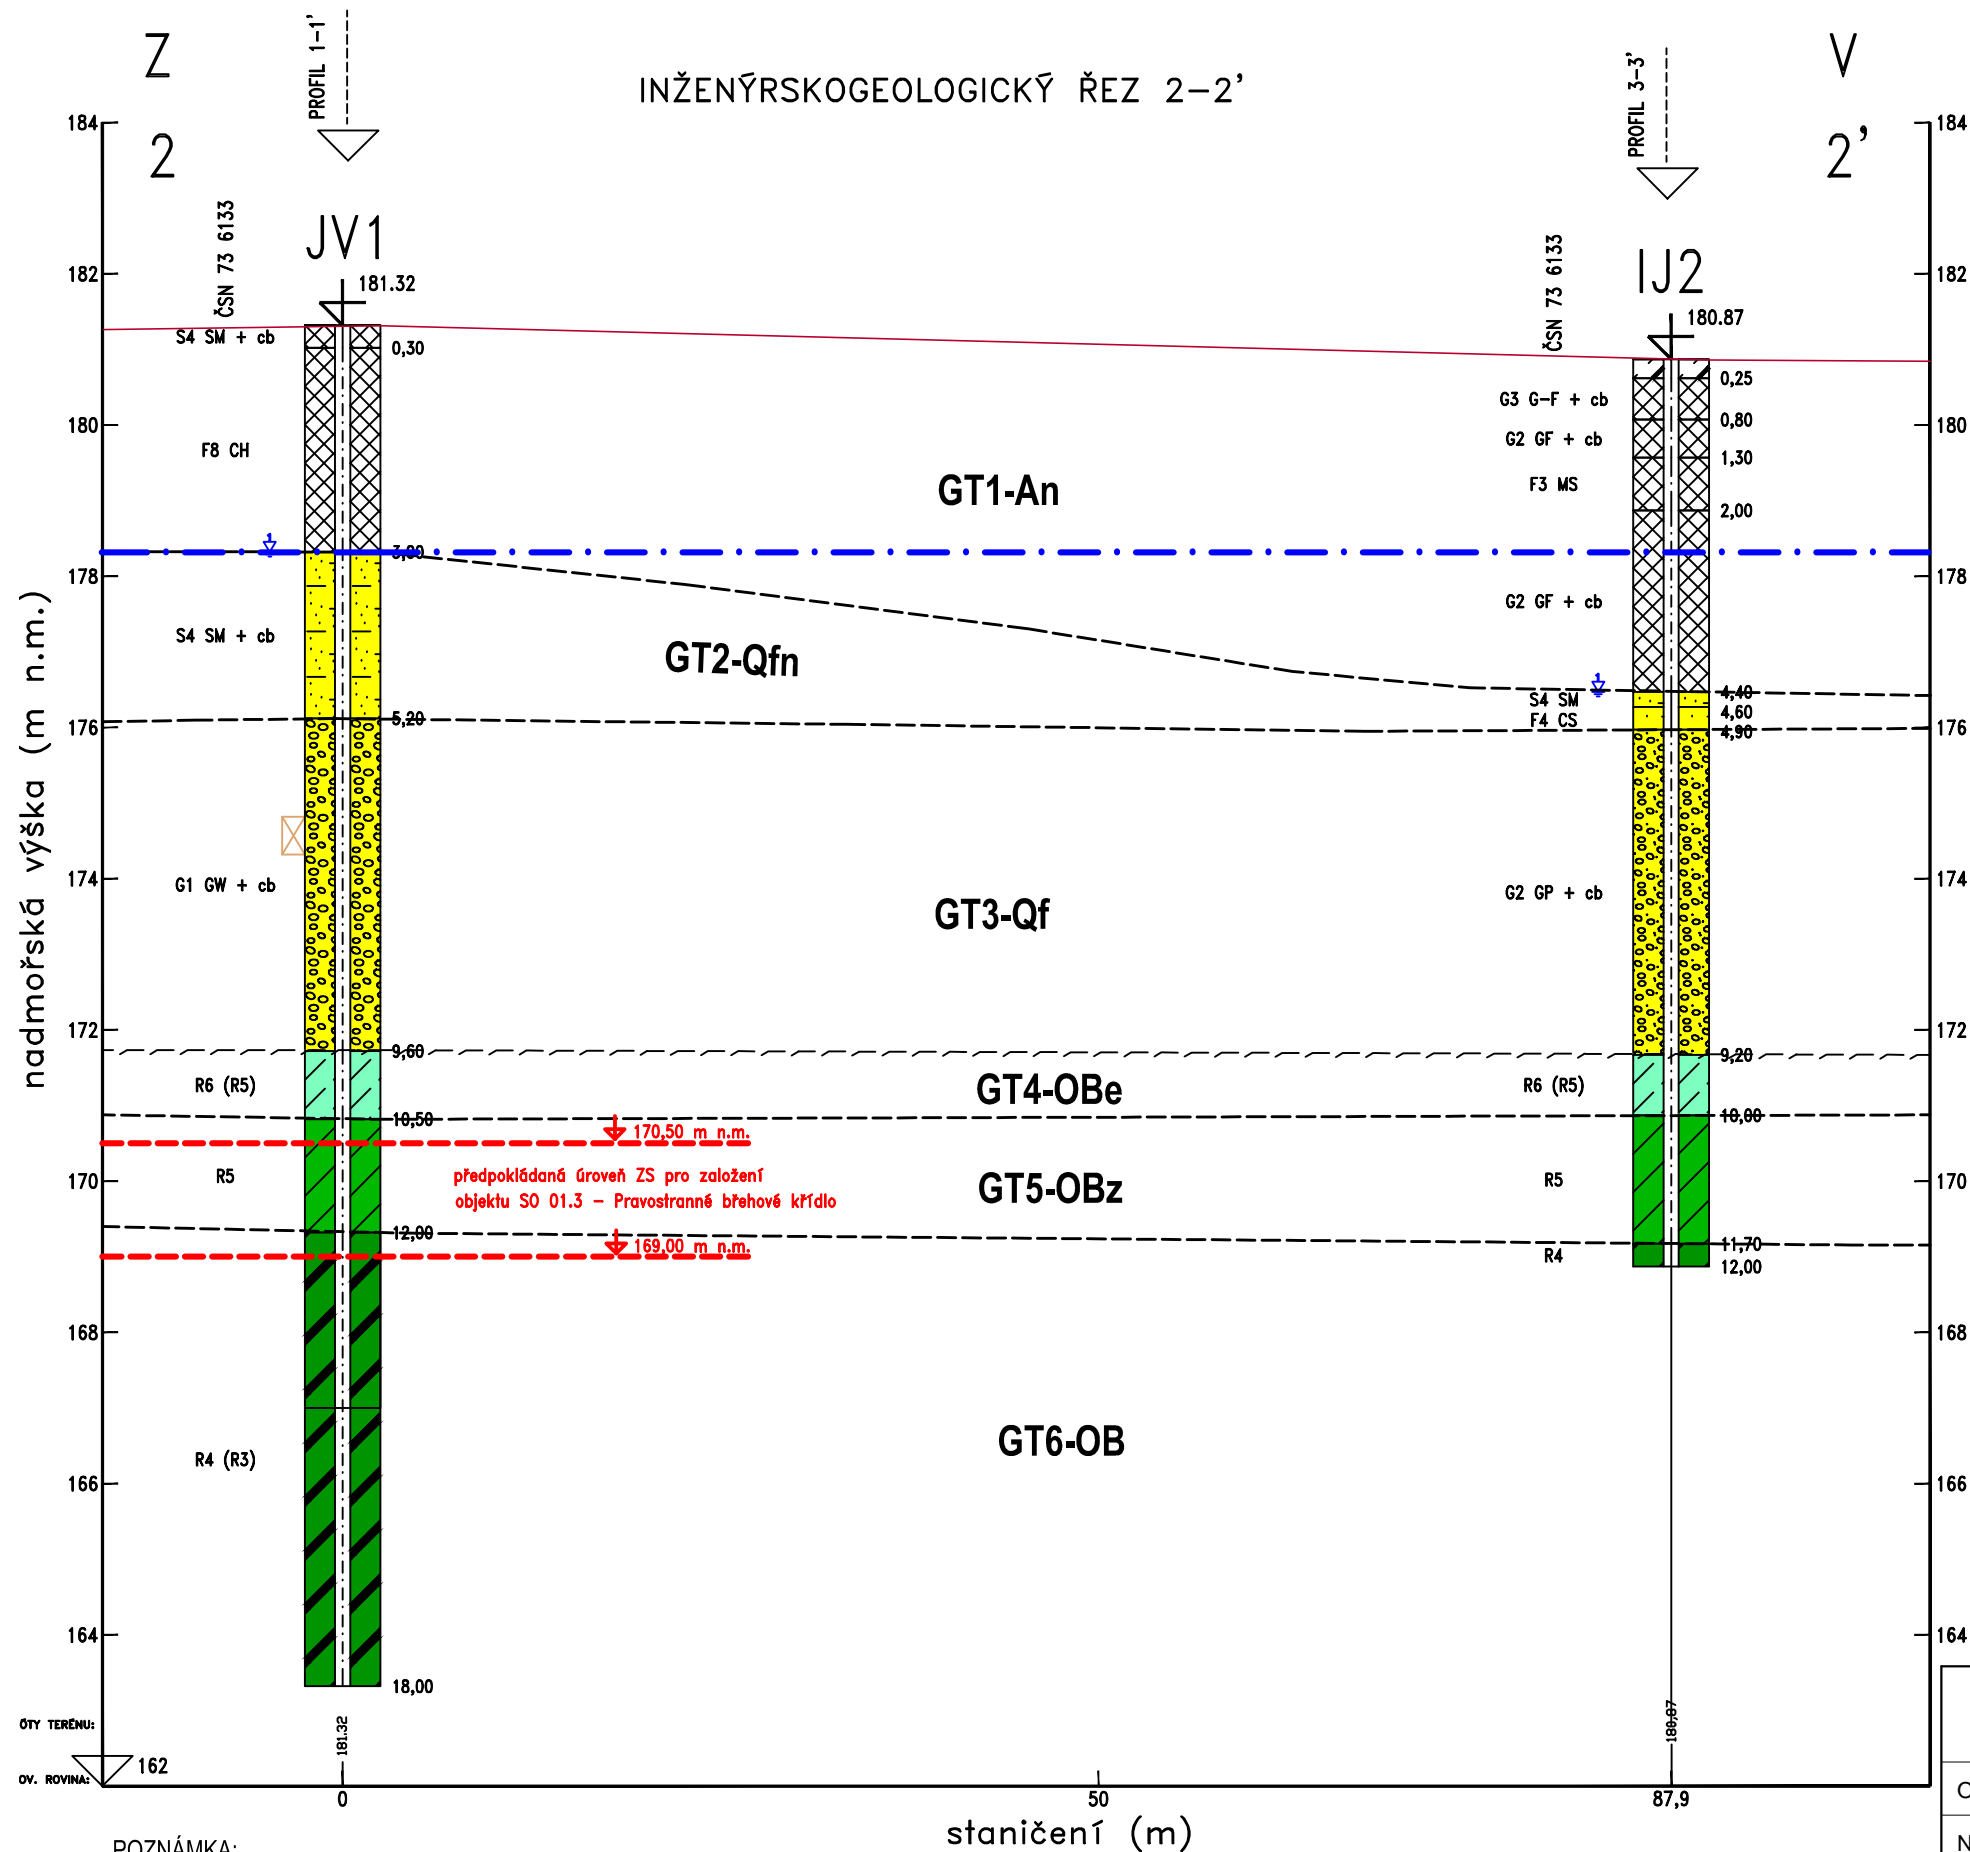 Z
V
PROFIL 1-1'
PROFIL 3-3'
INŽENÝRSKOGEOLOGICKÝ ŘEZ 2-2'
2
2'
184
182
180
178
176
174
172
170
168
166
164
184
182
180
178
176
174
172
170
168
166
164
nadmořská výška (m n.m.)
ČSN 73 6133
JV1
181.32
S4 SM + cb
F8 CH
S4 SM + cb
G1 GW + cb
R6 (R5)
R5
R4 (R3)
0,30
3,00
5,20
9,60
10,50
12,00
18,00
GT1-An
GT2-Qfn
GT3-Qf
GT4-OBe
GT5-OBz
GT6-OB
170,50 m n.m.
předpokládaná úroveň ZS pro založení
objektu SO 01.3 - Pravostranné břehové křídlo
169,00 m n.m.
ČSN 73 6133
IJ2
180.87
G3 G-F + cb
G2 GF + cb
F3 MS
G2 GF + cb
S4 SM
F4 CS
G2 GP + cb
R6 (R5)
R5
R4
0,25
0,80
1,30
2,00
4,40
4,60
4,90
9,20
10,00
11,70
12,00
ÓTY TERÉNU:
181.32
180,87
162
OV. ROVINA:
0
50
87,9
staničení (m)
POZNÁMKA:
N